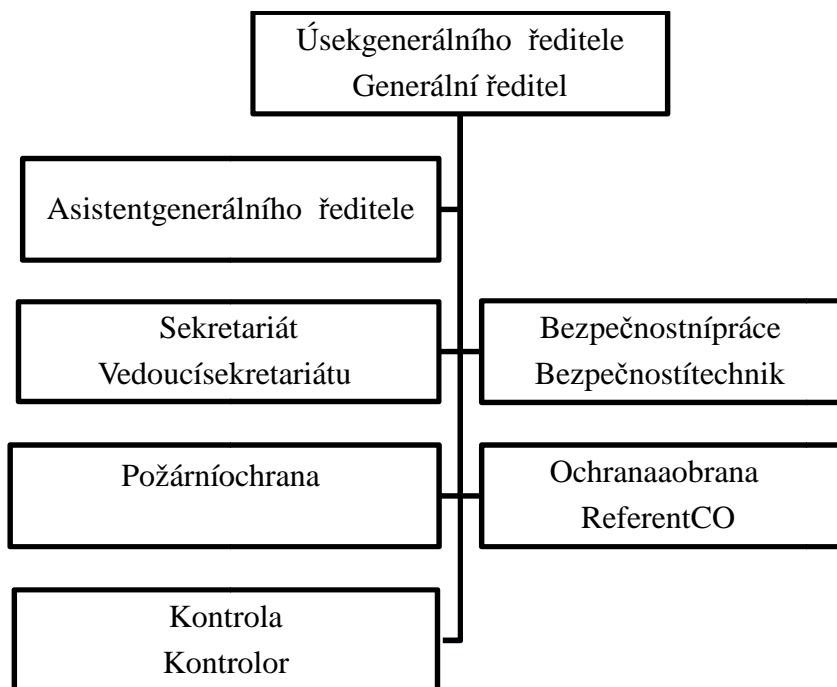 Úsekgenerálního ředitele
Generální ředitel
Asistentgenerálního ředitele
Sekretariát
Vedoucísekretariátu
Bezpečnostnípráce
Bezpečnostítechnik
Požárníochrana
Ochranaaobrana
ReferentCO
Kontrola
Kontrolor